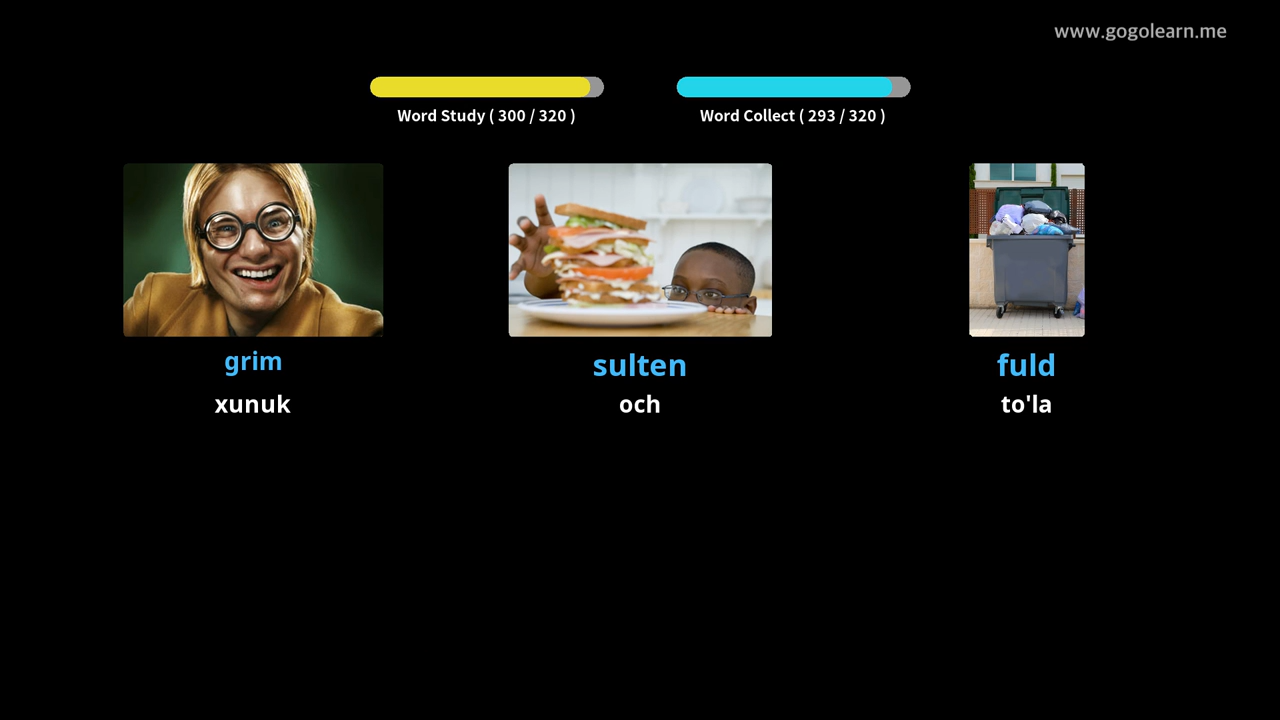 www.gogolearn.me
Word Study ( 300 / 320 )
Word Collect ( 293 / 320 )
grim
sulten
fuld
xunuk
och
to'la